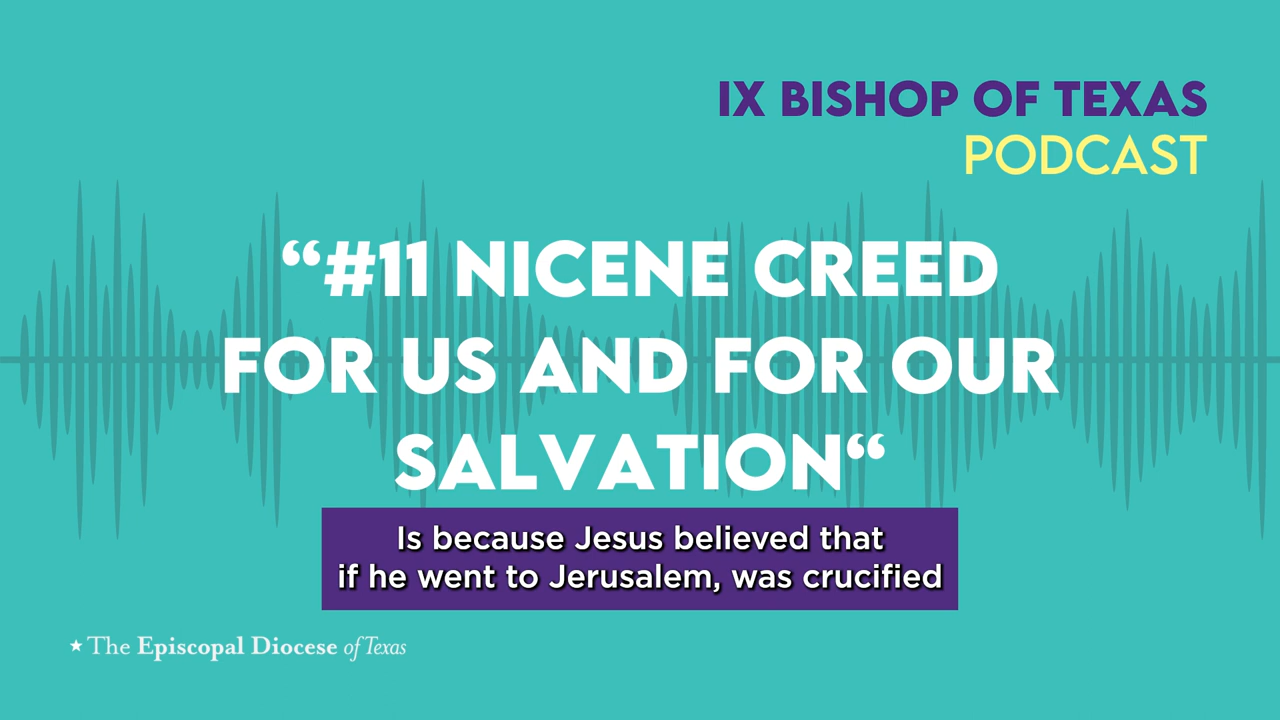 IX BISHOP OF TEXAS
PODCAST
“#11 NICENE CREED
FOR US AND FOR OUR
SALVATION“
Is because Jesus believed that
if he went to Jerusalem, was crucified
The Episcopal Diocese of Texas